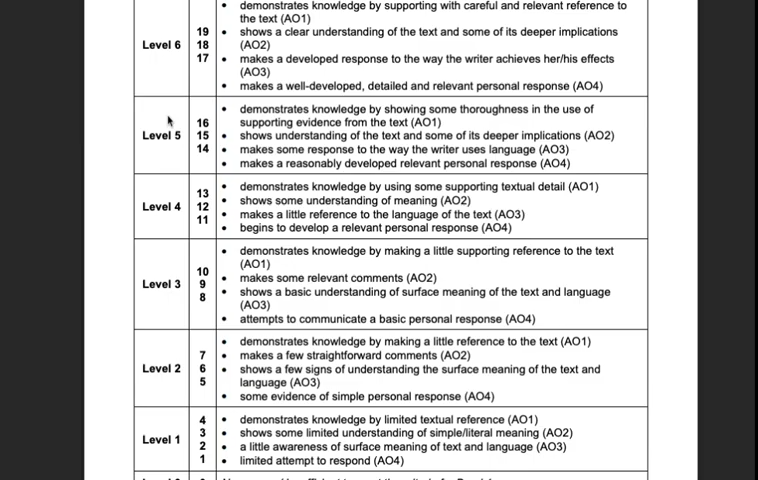 demonstrates knowledge by supporting with careful and relevant reference to
the text (AO1)
Level 6
19
18
17
shows a clear understanding of the text and some of its deeper implications
(AO2)
makes a developed response to the way the writer achieves her/his effects
(AO3)
makes a well-developed, detailed and relevant personal response (AO4)
Level 5
16
15
14
demonstrates knowledge by showing some thoroughness in the use of
supporting evidence from the text (AO1)
shows understanding of the text and some of its deeper implications (AO2)
makes some response to the way the writer uses language (AO3)
makes a reasonably developed relevant personal response (AO4)
Level 4
13
12
11
demonstrates knowledge by using some supporting textual detail (AO1)
shows some understanding of meaning (AO2)
makes a little reference to the language of the text (AO3)
begins to develop a relevant personal response (AO4)
Level 3
10
9
8
demonstrates knowledge by making a little supporting reference to the text
(AO1)
makes some relevant comments (AO2)
shows a basic understanding of surface meaning of the text and language
(AO3)
attempts to communicate a basic personal response (AO4)
Level 2
7
6
5
demonstrates knowledge by making a little reference to the text (AO1)
makes a few straightforward comments (AO2)
shows a few signs of understanding the surface meaning of the text and
language (AO3)
some evidence of simple personal response (AO4)
Level 1
4
3
2
1
demonstrates knowledge by limited textual reference (AO1)
shows some limited understanding of simple/literal meaning (AO2)
a little awareness of surface meaning of text and language (AO3)
limited attempt to respond (AO4)